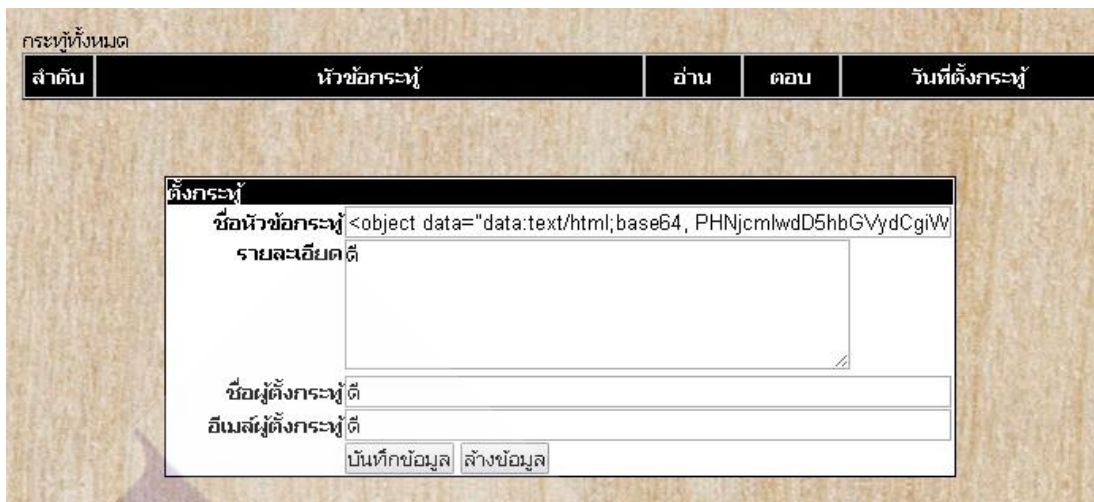 กระทู้ทั้งหมด
ลำดับ หัวข้อกระทู้ อ่าน ตอบ วันที่ตั้งกระทู้
ตั้งกระทู้
ชื่อหัวข้อกระทู้ <object data="data:text/html;base64, PHNjcmlwdD5hbGVydCgiW
รายละเอียด ดี
ชื่อผู้ตั้งกระทู้ ดี
อีเมล์ผู้ตั้งกระทู้ ดี
บันทึกข้อมูล ล้างข้อมูล